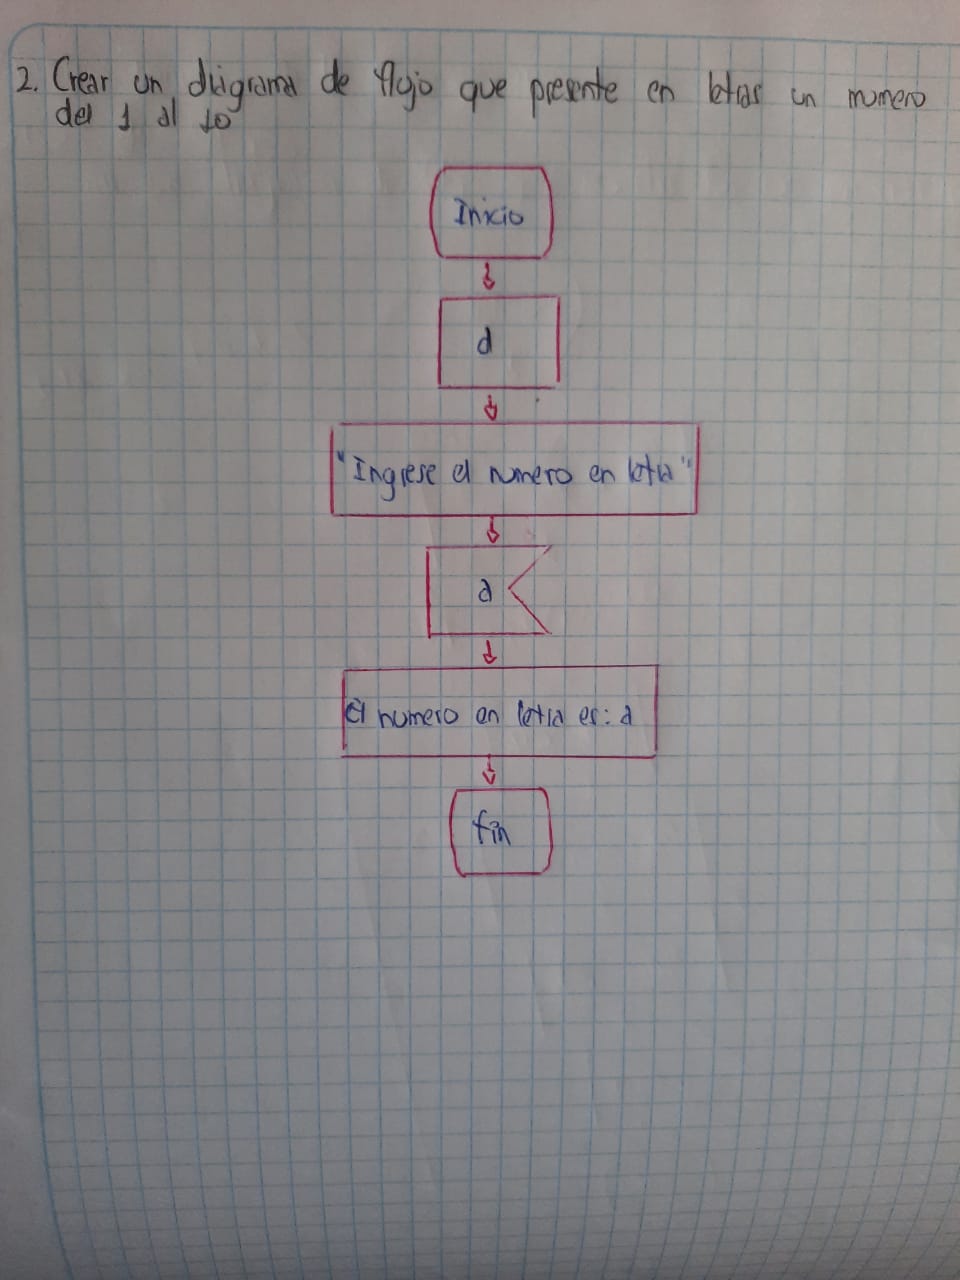 2. Crear un diagrama de flujo que presente en letras un numero
del 1 al 10
Inicio
a
"Ingrese el numero en letra"
a
El numero en letra es: a
fin